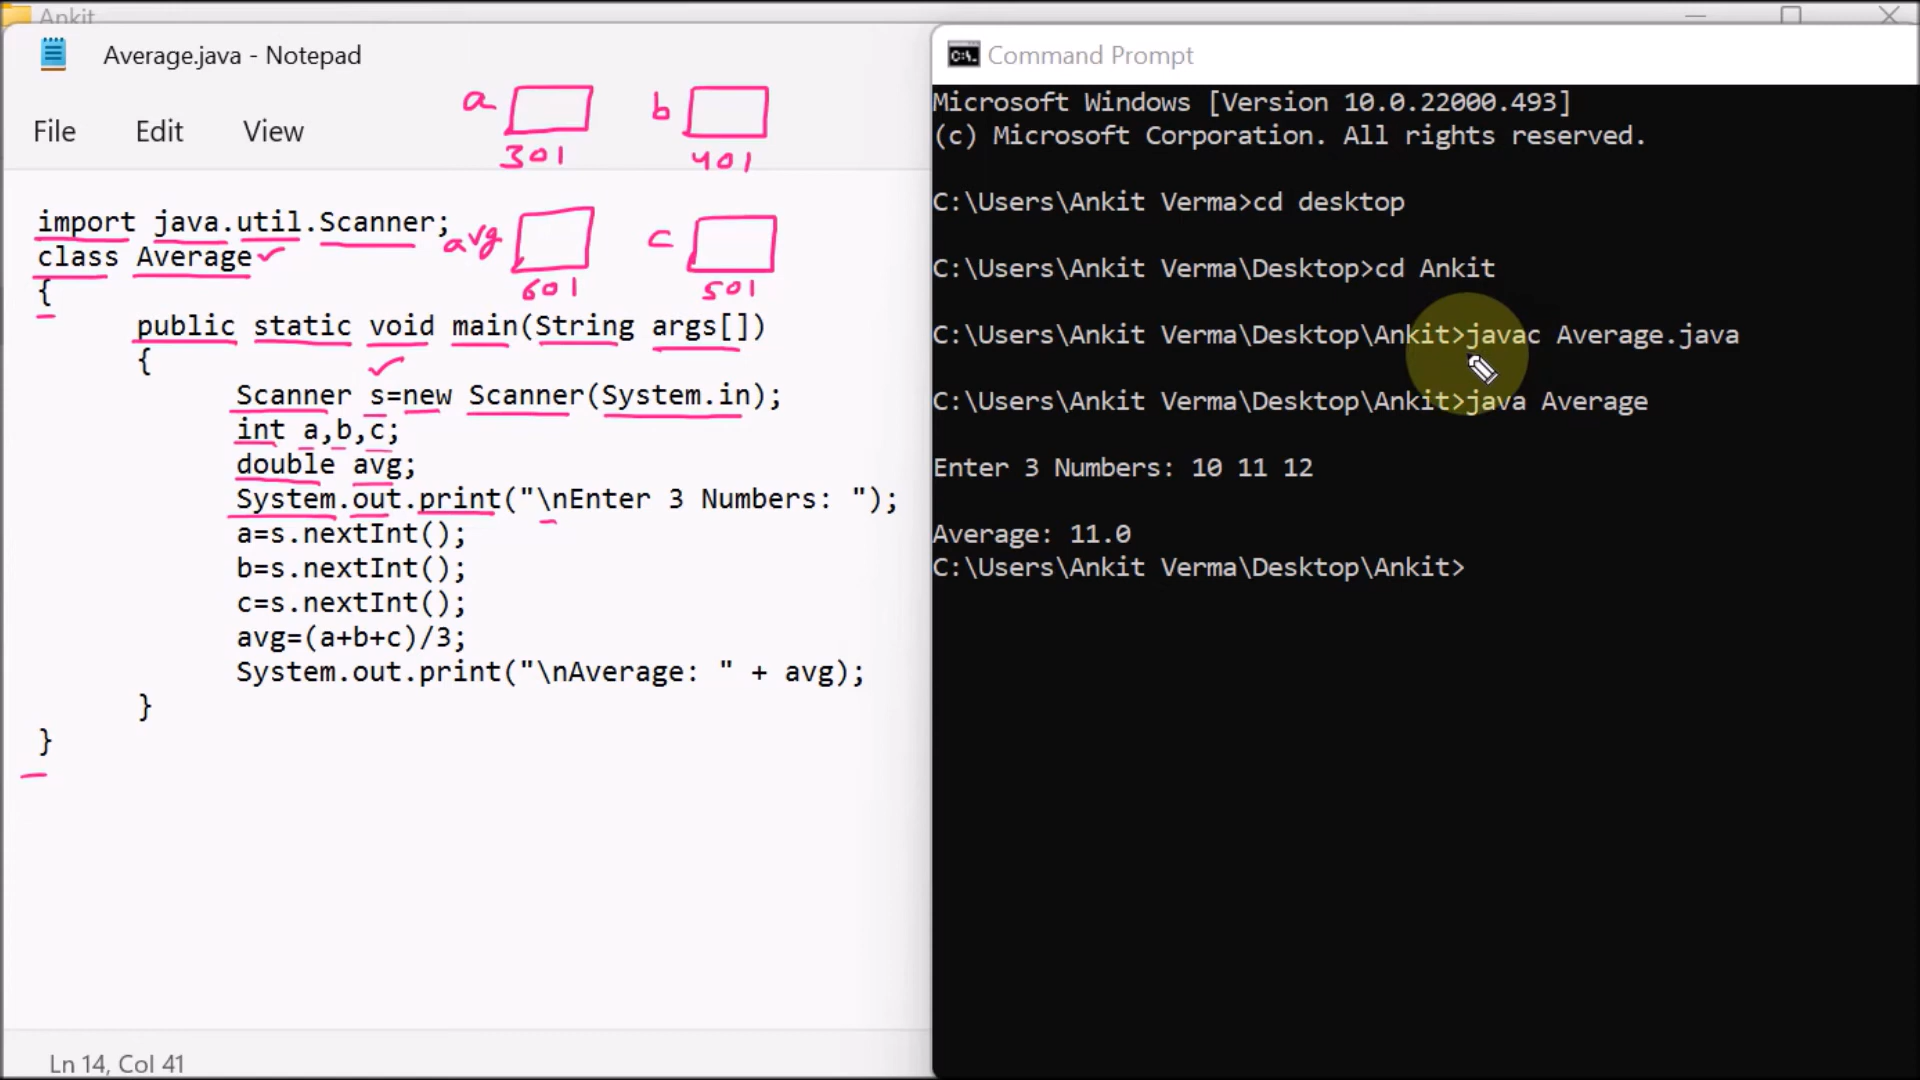 Ankit
Average.java - Notepad
File Edit View
a b
301 401
avg c
601 501
import java.util.Scanner;
class Average
{
public static void main(String args[])
{
Scanner s=new Scanner(System.in);
int a,b,c;
double avg;
System.out.print("\nEnter 3 Numbers: ");
a=s.nextInt();
b=s.nextInt();
c=s.nextInt();
avg=(a+b+c)/3;
System.out.print("\nAverage: " + avg);
}
}
Ln 14, Col 41
Command Prompt
Microsoft Windows [Version 10.0.22000.493]
(c) Microsoft Corporation. All rights reserved.
C:\Users\Ankit Verma>cd desktop
C:\Users\Ankit Verma\Desktop>cd Ankit
C:\Users\Ankit Verma\Desktop\Ankit>javac Average.java
C:\Users\Ankit Verma\Desktop\Ankit>java Average
Enter 3 Numbers: 10 11 12
Average: 11.0
C:\Users\Ankit Verma\Desktop\Ankit>